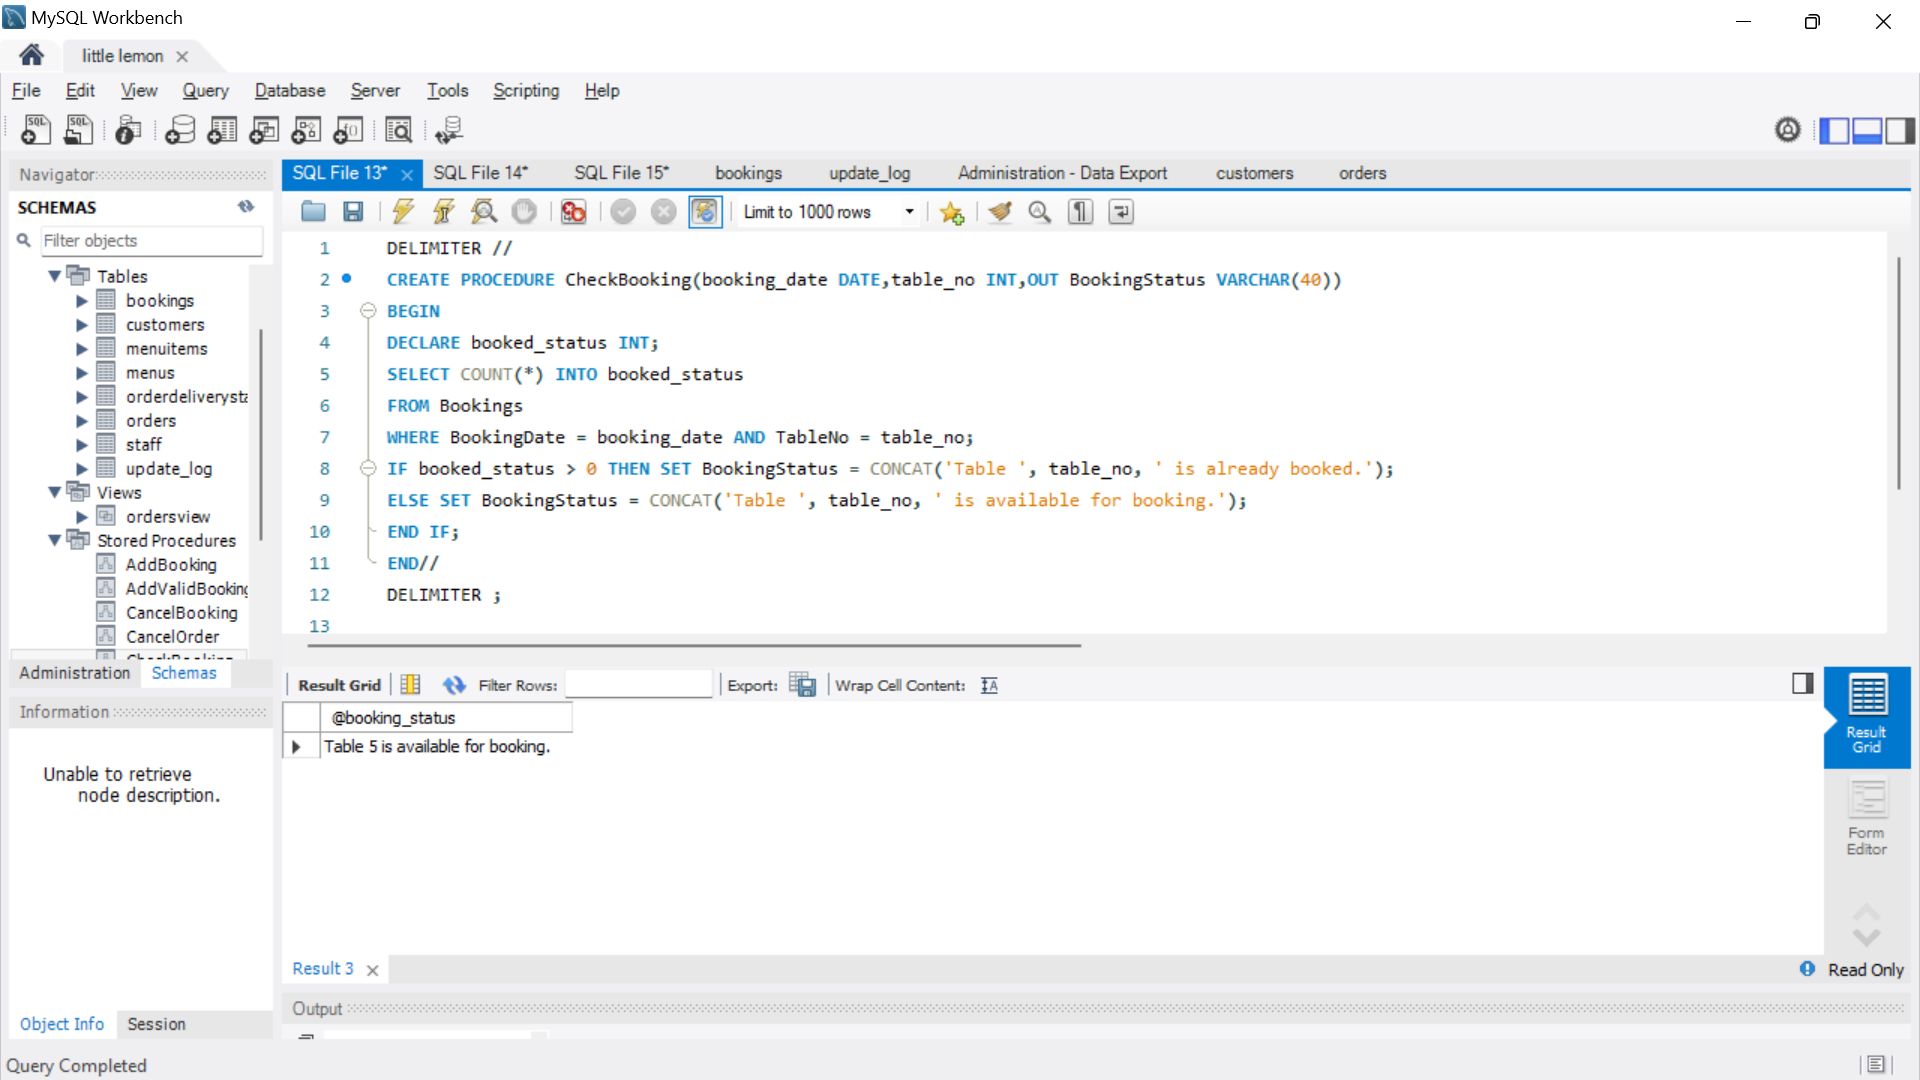 MySQL Workbench
little lemon
File Edit View Query Database Server Tools Scripting Help
Navigator
SCHEMAS
Filter objects
Tables
bookings
customers
menuitems
menus
orderdeliverysta
orders
staff
update_log
Views
ordersview
Stored Procedures
AddBooking
AddValidBooking
CancelBooking
CancelOrder
CheckBooking
Administration Schemas
Information
Unable to retrieve
node description.
Object Info Session
SQL File 13* SQL File 14* SQL File 15* bookings update_log Administration - Data Export customers orders
Limit to 1000 rows
1 DELIMITER //
2 CREATE PROCEDURE CheckBooking(booking_date DATE,table_no INT,OUT BookingStatus VARCHAR(40))
3 BEGIN
4 DECLARE booked_status INT;
5 SELECT COUNT(*) INTO booked_status
6 FROM Bookings
7 WHERE BookingDate = booking_date AND TableNo = table_no;
8 IF booked_status > 0 THEN SET BookingStatus = CONCAT('Table ', table_no, ' is already booked.');
9 ELSE SET BookingStatus = CONCAT('Table ', table_no, ' is available for booking.');
10 END IF;
11 END//
12 DELIMITER ;
13
Result Grid Filter Rows: Export: Wrap Cell Content:
@booking_status
Table 5 is available for booking.
Result
Grid
Form
Editor
Result 3
Read Only
Output
Query Completed